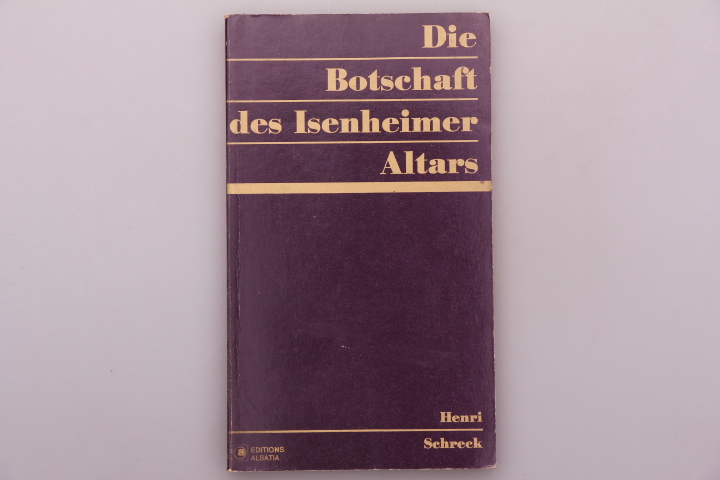 Die
Botschaft
des Isenheimer
Altars
Henri
Schreck
EDITIONS
ALSATIA